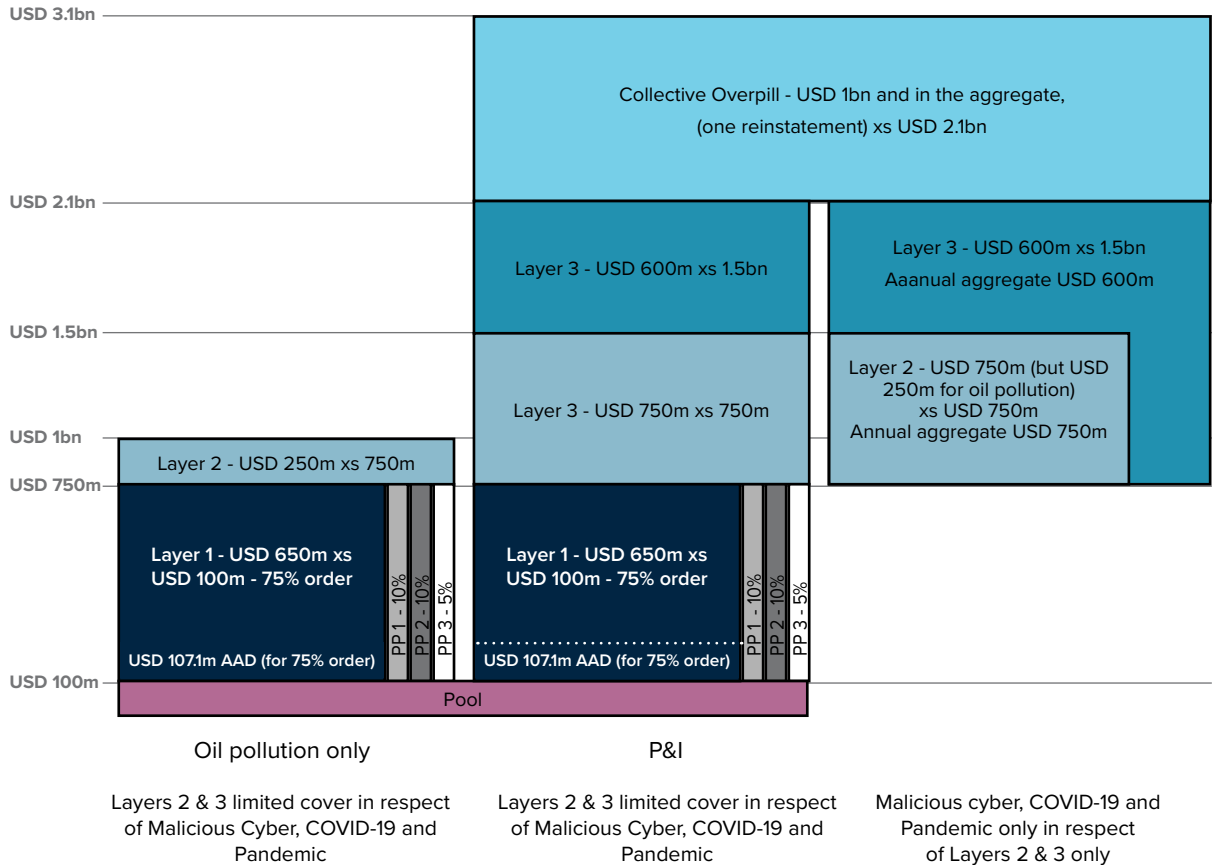 USD 3.1bn
Collective Overpill - USD 1bn and in the aggregate,
(one reinstatement) xs USD 2.1bn
USD 2.1bn
Layer 3 - USD 600m xs 1.5bn
Layer 3 - USD 600m xs 1.5bn
Aaanual aggregate USD 600m
USD 1.5bn
Layer 3 - USD 750m xs 750m
Layer 2 - USD 750m (but USD
250m for oil pollution)
xs USD 750m
Annual aggregate USD 750m
USD 1bn
Layer 2 - USD 250m xs 750m
USD 750m
Layer 1 - USD 650m xs
USD 100m - 75% order
USD 107.1m AAD (for 75% order)
PP 1 - 10%
PP 2 - 10%
PP 3 - 5%
Layer 1 - USD 650m xs
USD 100m - 75% order
USD 107.1m AAD (for 75% order)
PP 1 - 10%
PP 2 - 10%
PP 3 - 5%
USD 100m
Pool
Oil pollution only
Layers 2 & 3 limited cover in respect
of Malicious Cyber, COVID-19 and
Pandemic
P&I
Layers 2 & 3 limited cover in respect
of Malicious Cyber, COVID-19 and
Pandemic
Malicious cyber, COVID-19 and
Pandemic only in respect
of Layers 2 & 3 only